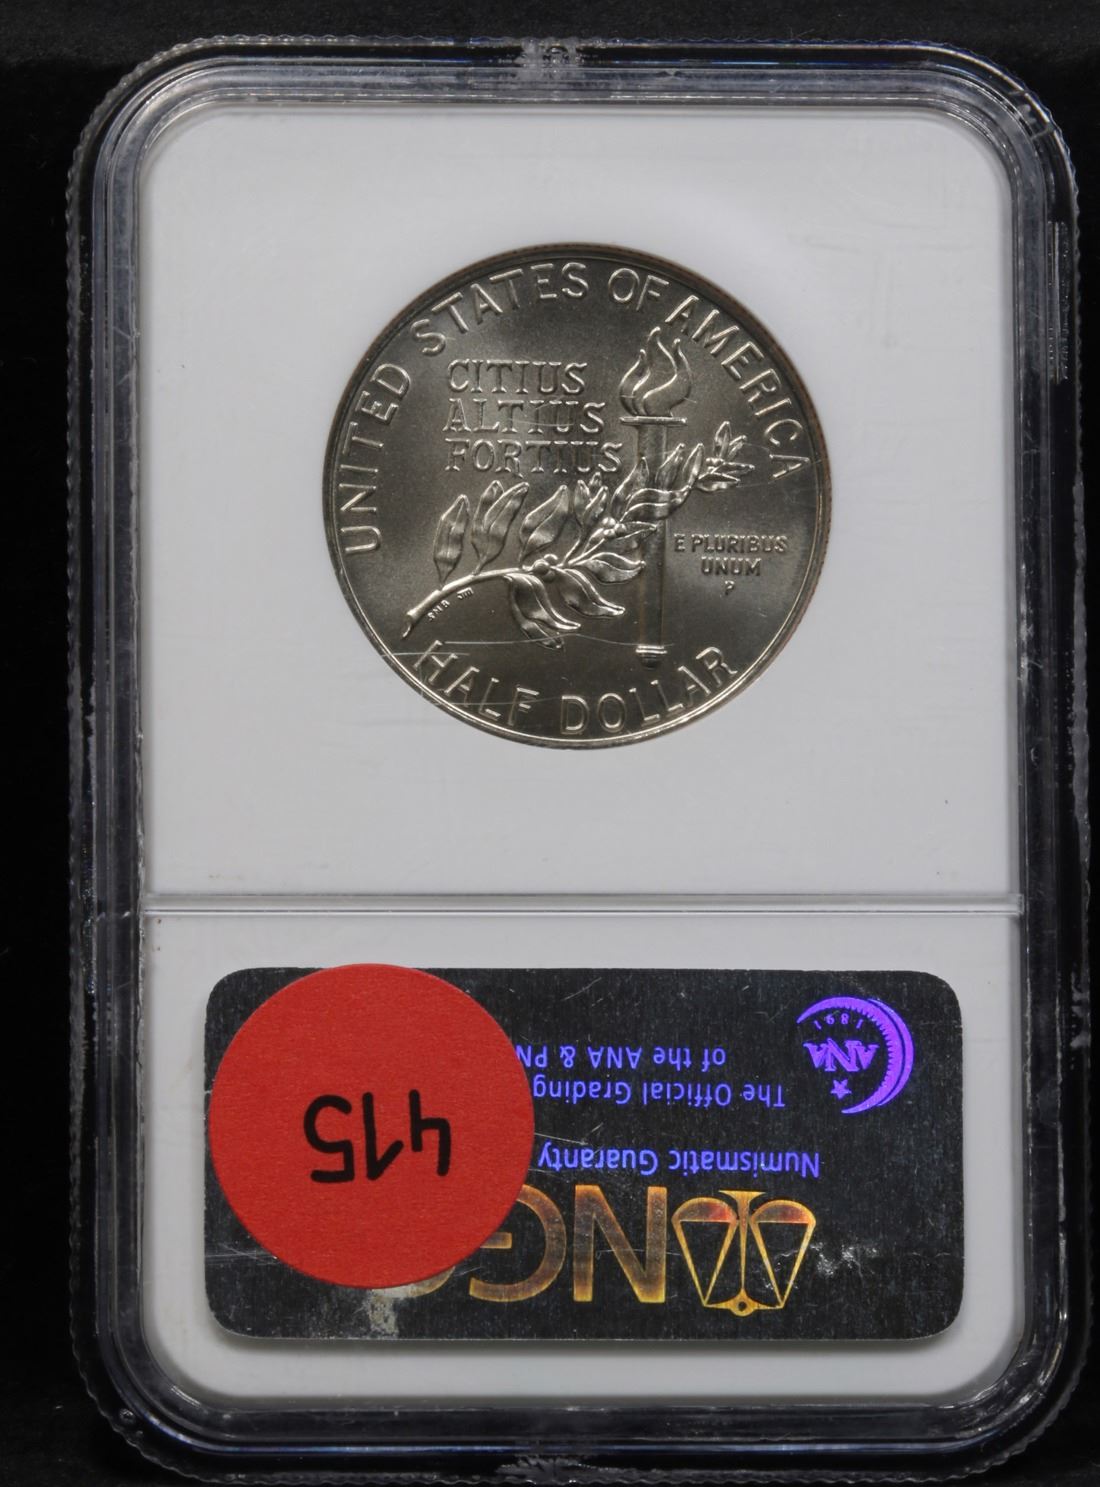 UNITED STATES OF AMERICA
CITIUS
ALTIUS
FORTIUS
E PLURIBUS
UNUM
P
HALF DOLLAR
NGC
Numismatic Guaranty
The Official Grading
of the ANA & PN
ANA
1891
415